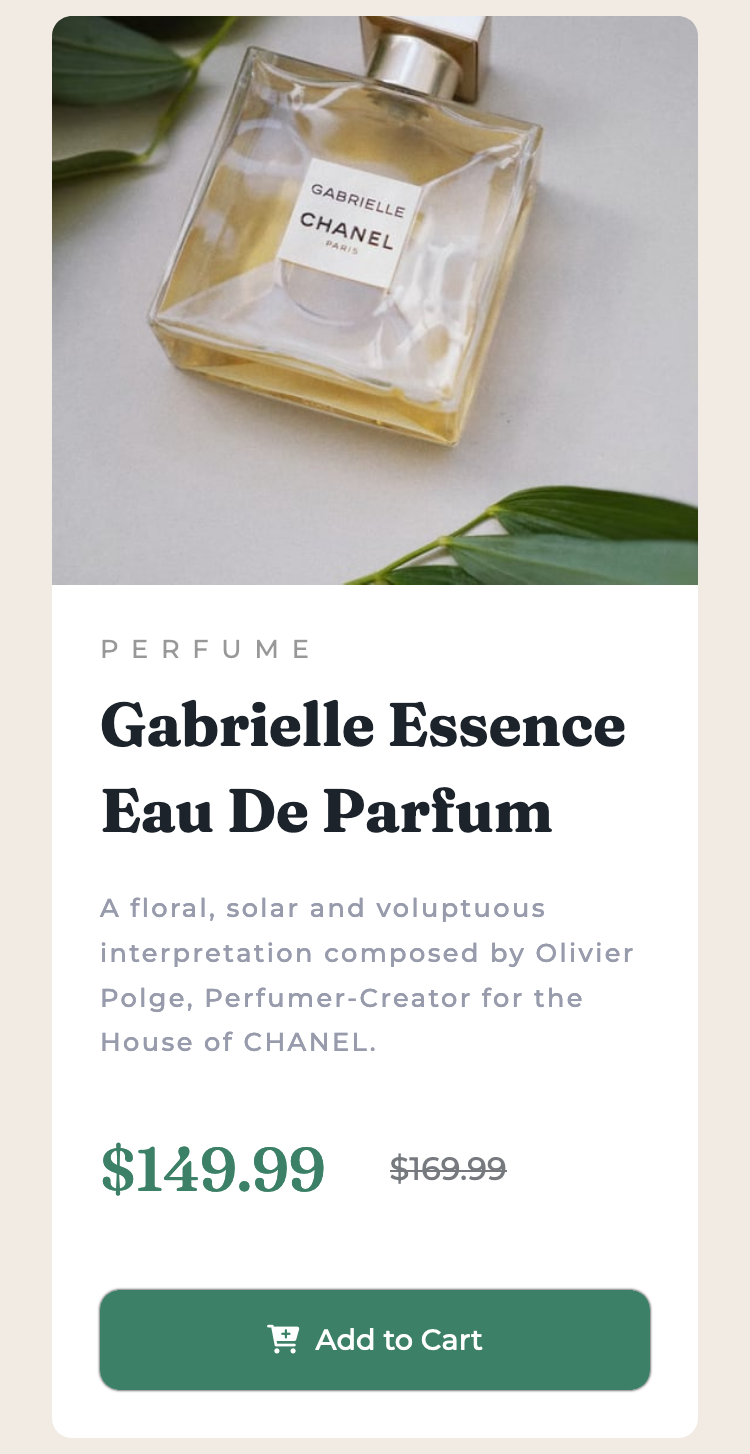 GABRIELLE
CHANEL
PARIS
PERFUME
Gabrielle Essence
Eau De Parfum
A floral, solar and voluptuous
interpretation composed by Olivier
Polge, Perfumer-Creator for the
House of CHANEL.
$149.99 $169.99
Add to Cart